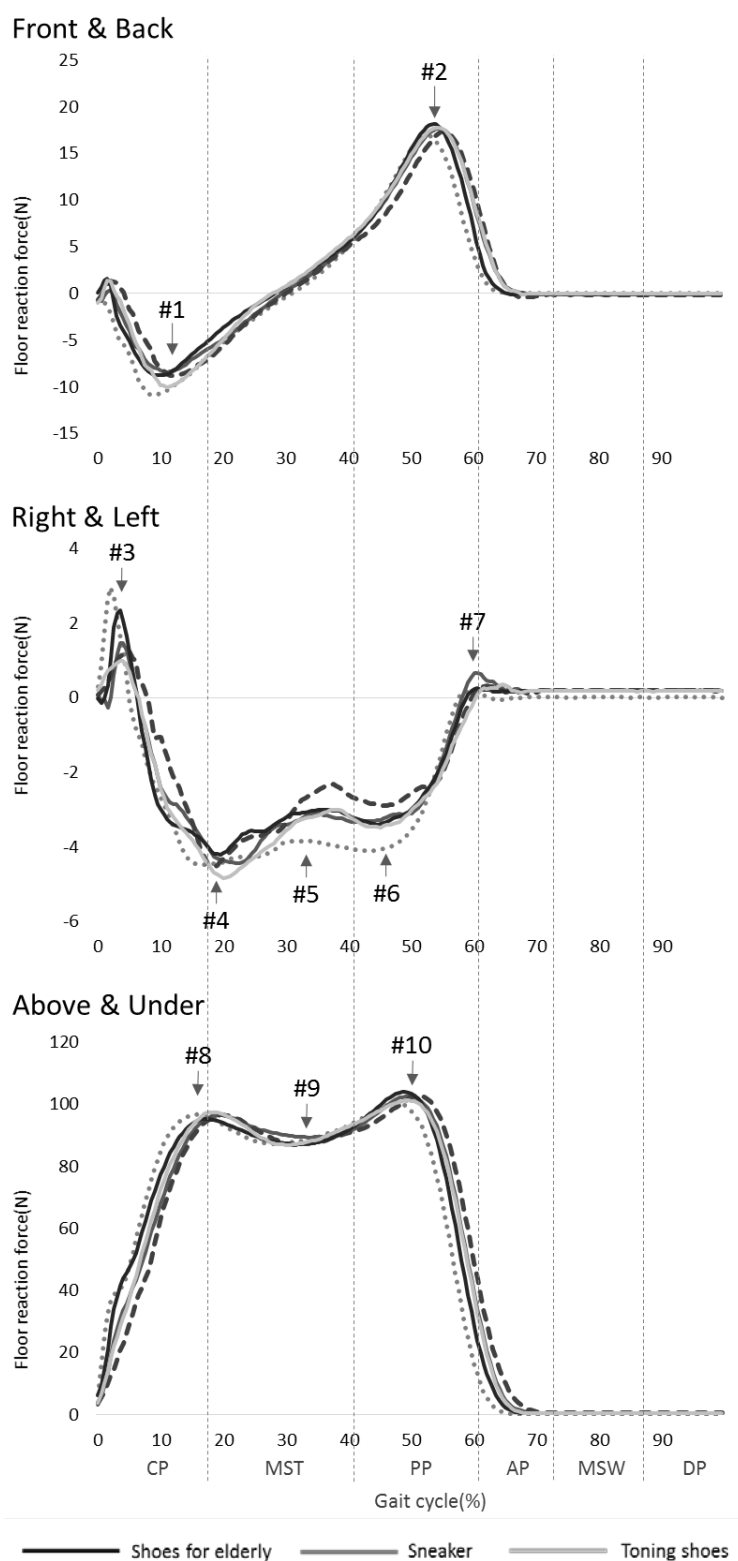 Front & Back
25
20
15
10
5
0
-5
-10
-15
Floor reaction force(N)
#2
#1
0 10 20 30 40 50 60 70 80 90
Right & Left
4
2
0
-2
-4
-6
Floor reaction force(N)
#3
#7
#5
#6
#4
0 10 20 30 40 50 60 70 80 90
Above & Under
120
100
80
60
40
20
0
Floor reaction force(N)
#8
#9
#10
0 10 20 30 40 50 60 70 80 90
CP MST PP AP MSW DP
Gait cycle(%)
Shoes for elderly Sneaker Toning shoes